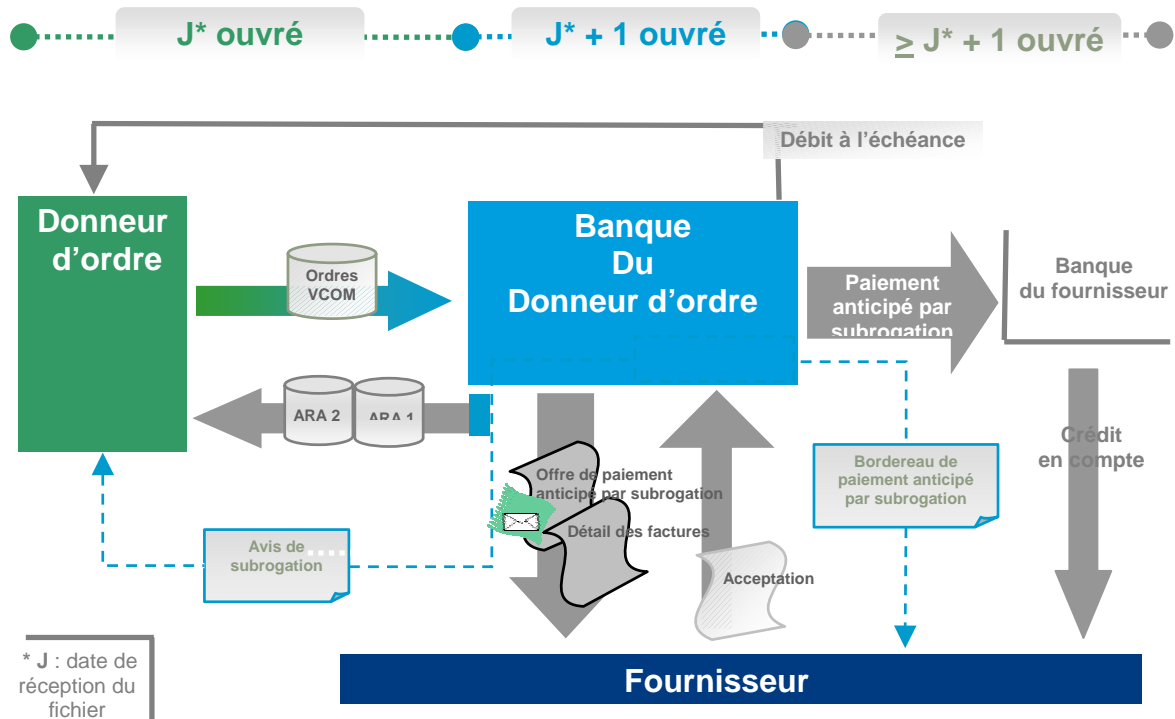 J* ouvré
J* + 1 ouvré
≥ J* + 1 ouvré
Débit à l'échéance
Donneur
d'ordre
Ordres
VCOM
Banque
Du
Donneur d'ordre
Paiement
anticipé par
subrogation
Banque
du fournisseur
ARA 2
ARA 1
Crédit
en compte
Offre de paiement
anticipé par subrogation
Détail des factures
Bordereau de
paiement anticipé
par subrogation
Avis de
subrogation
Acceptation
* J : date de
réception du
fichier
Fournisseur